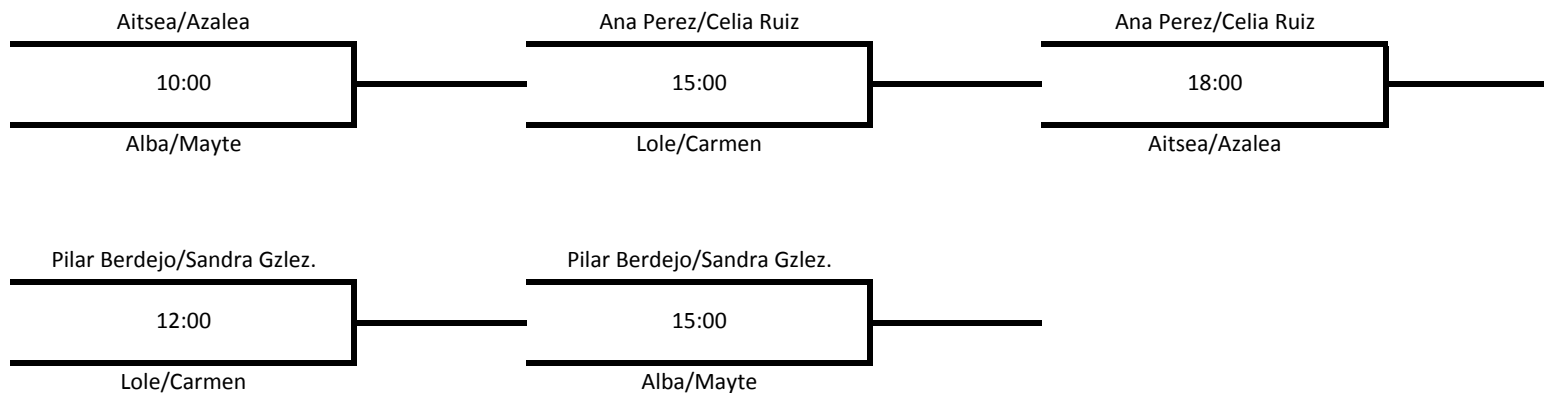 Aitsea/Azalea
Ana Perez/Celia Ruiz
Ana Perez/Celia Ruiz
10:00
15:00
18:00
Alba/Mayte
Lole/Carmen
Aitsea/Azalea
Pilar Berdejo/Sandra Gzlez.
Pilar Berdejo/Sandra Gzlez.
12:00
15:00
Lole/Carmen
Alba/Mayte